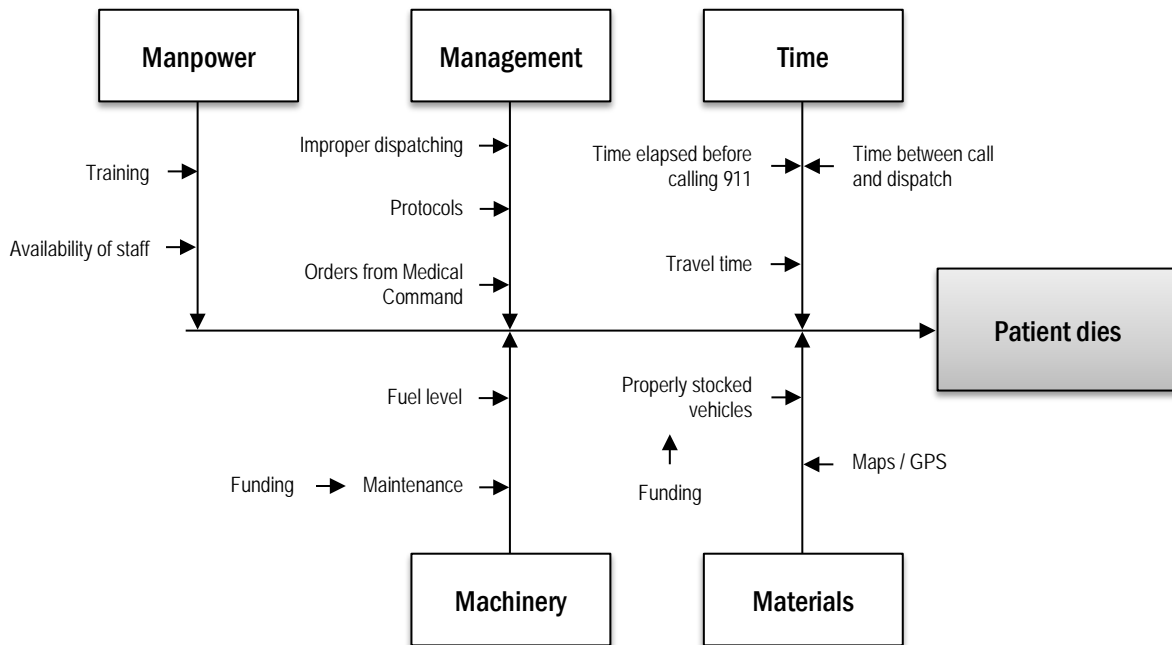 Manpower
Management
Time
Improper dispatching
Time elapsed before
calling 911
Time between call
and dispatch
Training
Protocols
Availability of staff
Orders from Medical
Command
Travel time
Patient dies
Fuel level
Properly stocked
vehicles
Maps / GPS
Funding
Maintenance
Funding
Machinery
Materials